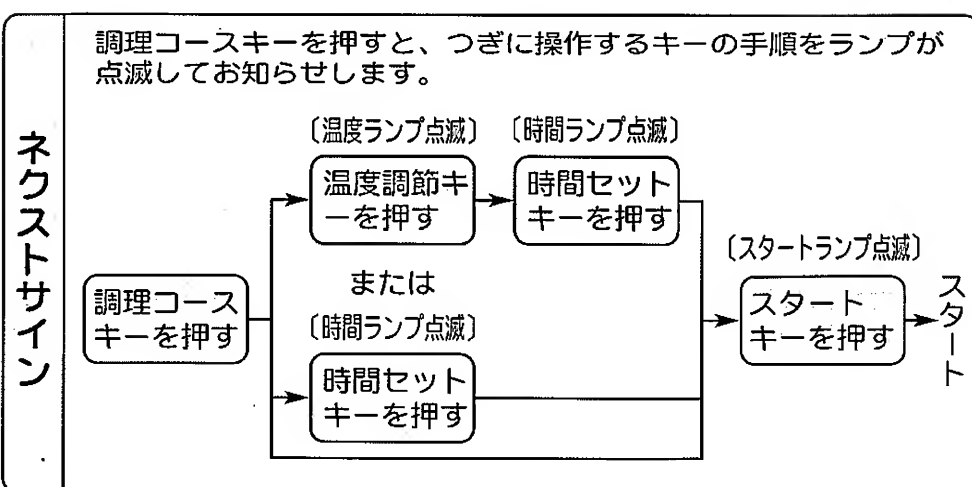 ネクストサイン
調理コースキーを押すと、つぎに操作するキーの手順をランプが
点滅してお知らせします。
調理コース
キーを押す
〔温度ランプ点滅〕
温度調節キ
ーを押す
〔時間ランプ点滅〕
時間セット
キーを押す
または
〔時間ランプ点滅〕
時間セット
キーを押す
〔スタートランプ点滅〕
スタート
キーを押す
スタート